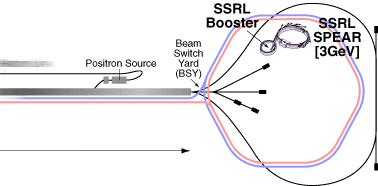 SSRL
Booster
SSRL
SPEAR
[3GeV]
Beam
Switch
Yard
(BSY)
Positron Source